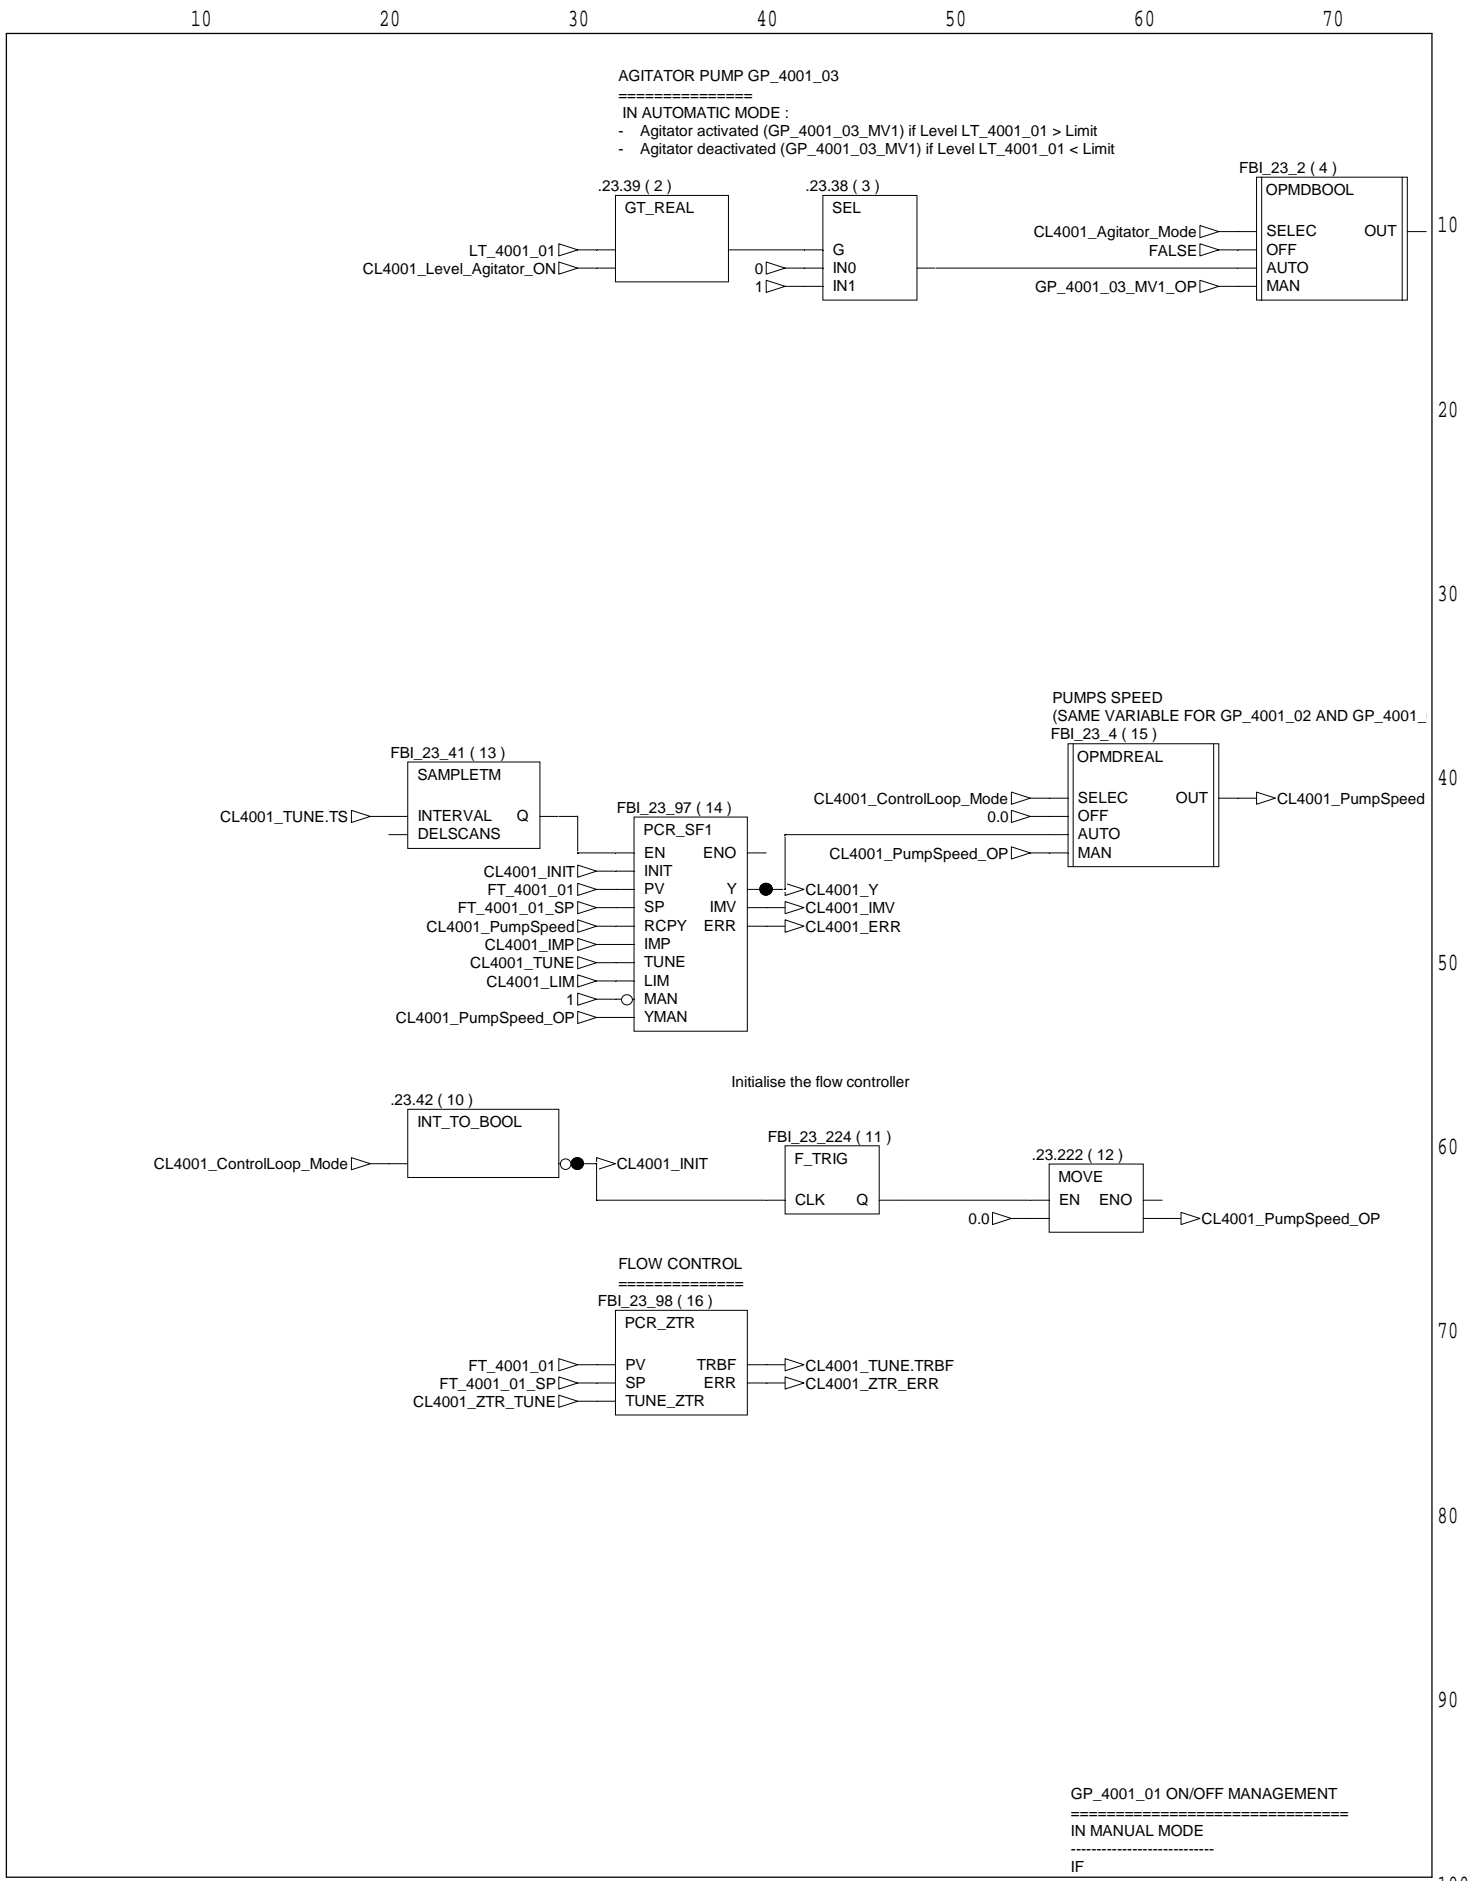 10 20 30 40 50 60 70
AGITATOR PUMP GP_4001_03
===============
IN AUTOMATIC MODE :
- Agitator activated (GP_4001_03_MV1) if Level LT_4001_01 > Limit
- Agitator deactivated (GP_4001_03_MV1) if Level LT_4001_01 < Limit
.23.39 ( 2 )
GT_REAL
LT_4001_01
CL4001_Level_Agitator_ON
.23.38 ( 3 )
SEL
G
0 IN0
1 IN1
FBI_23_2 ( 4 )
OPMDBOOL
CL4001_Agitator_Mode SELEC OUT
FALSE OFF
AUTO
GP_4001_03_MV1_OP MAN
10
20
30
PUMPS SPEED
(SAME VARIABLE FOR GP_4001_02 AND GP_4001_
FBI_23_4 ( 15 )
OPMDREAL
CL4001_ControlLoop_Mode SELEC OUT CL4001_PumpSpeed
0.0 OFF
AUTO
CL4001_PumpSpeed_OP MAN
40
FBI_23_41 ( 13 )
SAMPLETM
CL4001_TUNE.TS INTERVAL Q
DELSCANS
FBI_23_97 ( 14 )
PCR_SF1
EN ENO
CL4001_INIT INIT
FT_4001_01 PV Y CL4001_Y
FT_4001_01_SP SP IMV CL4001_IMV
CL4001_PumpSpeed RCPY ERR CL4001_ERR
CL4001_IMP IMP
CL4001_TUNE TUNE
CL4001_LIM LIM
1 MAN
CL4001_PumpSpeed_OP YMAN
50
Initialise the flow controller
.23.42 ( 10 )
INT_TO_BOOL
CL4001_ControlLoop_Mode CL4001_INIT
FBI_23_224 ( 11 )
F_TRIG
CLK Q
.23.222 ( 12 )
MOVE
EN ENO
0.0 CL4001_PumpSpeed_OP
60
FLOW CONTROL
==============
FBI_23_98 ( 16 )
PCR_ZTR
FT_4001_01 PV TRBF CL4001_TUNE.TRBF
FT_4001_01_SP SP ERR CL4001_ZTR_ERR
CL4001_ZTR_TUNE TUNE_ZTR
70
80
90
GP_4001_01 ON/OFF MANAGEMENT
===============================
IN MANUAL MODE
---------------------------
IF